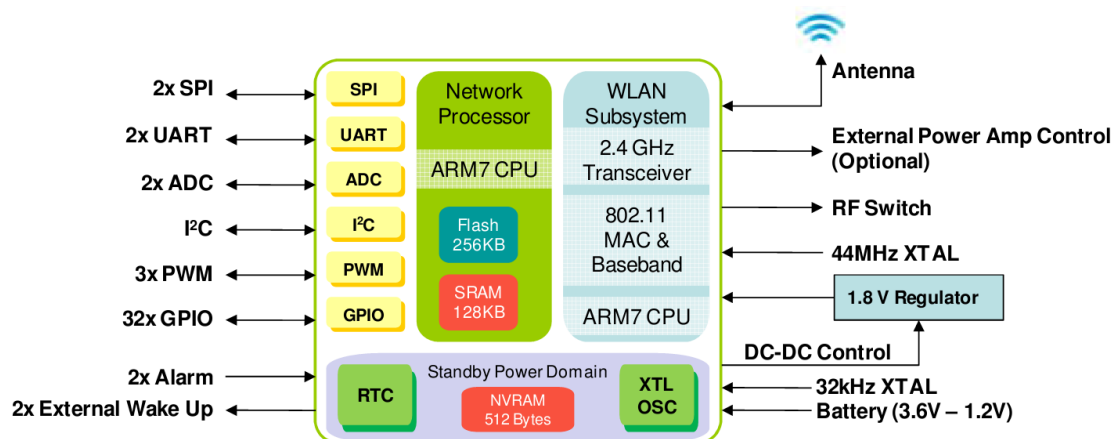 2x SPI
2x UART
2x ADC
I²C
3x PWM
32x GPIO
2x Alarm
2x External Wake Up
SPI
UART
ADC
I²C
PWM
GPIO
Network
Processor
ARM7 CPU
Flash
256KB
SRAM
128KB
WLAN
Subsystem
2.4 GHz
Transceiver
802.11
MAC &
Baseband
ARM7 CPU
Standby Power Domain
RTC
NVRAM
512 Bytes
XTL
OSC
Antenna
External Power Amp Control
(Optional)
RF Switch
44MHz XTAL
1.8 V Regulator
DC-DC Control
32kHz XTAL
Battery (3.6V – 1.2V)